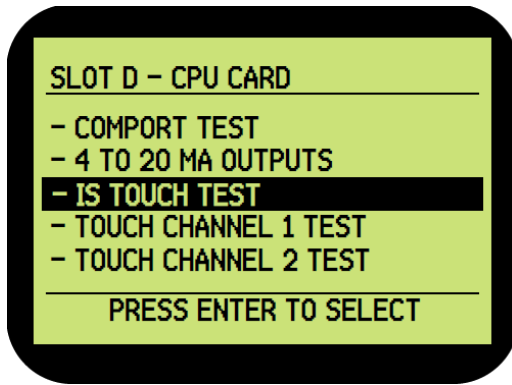 SLOT D – CPU CARD
– COMPORT TEST
– 4 TO 20 MA OUTPUTS
– IS TOUCH TEST
– TOUCH CHANNEL 1 TEST
– TOUCH CHANNEL 2 TEST
PRESS ENTER TO SELECT